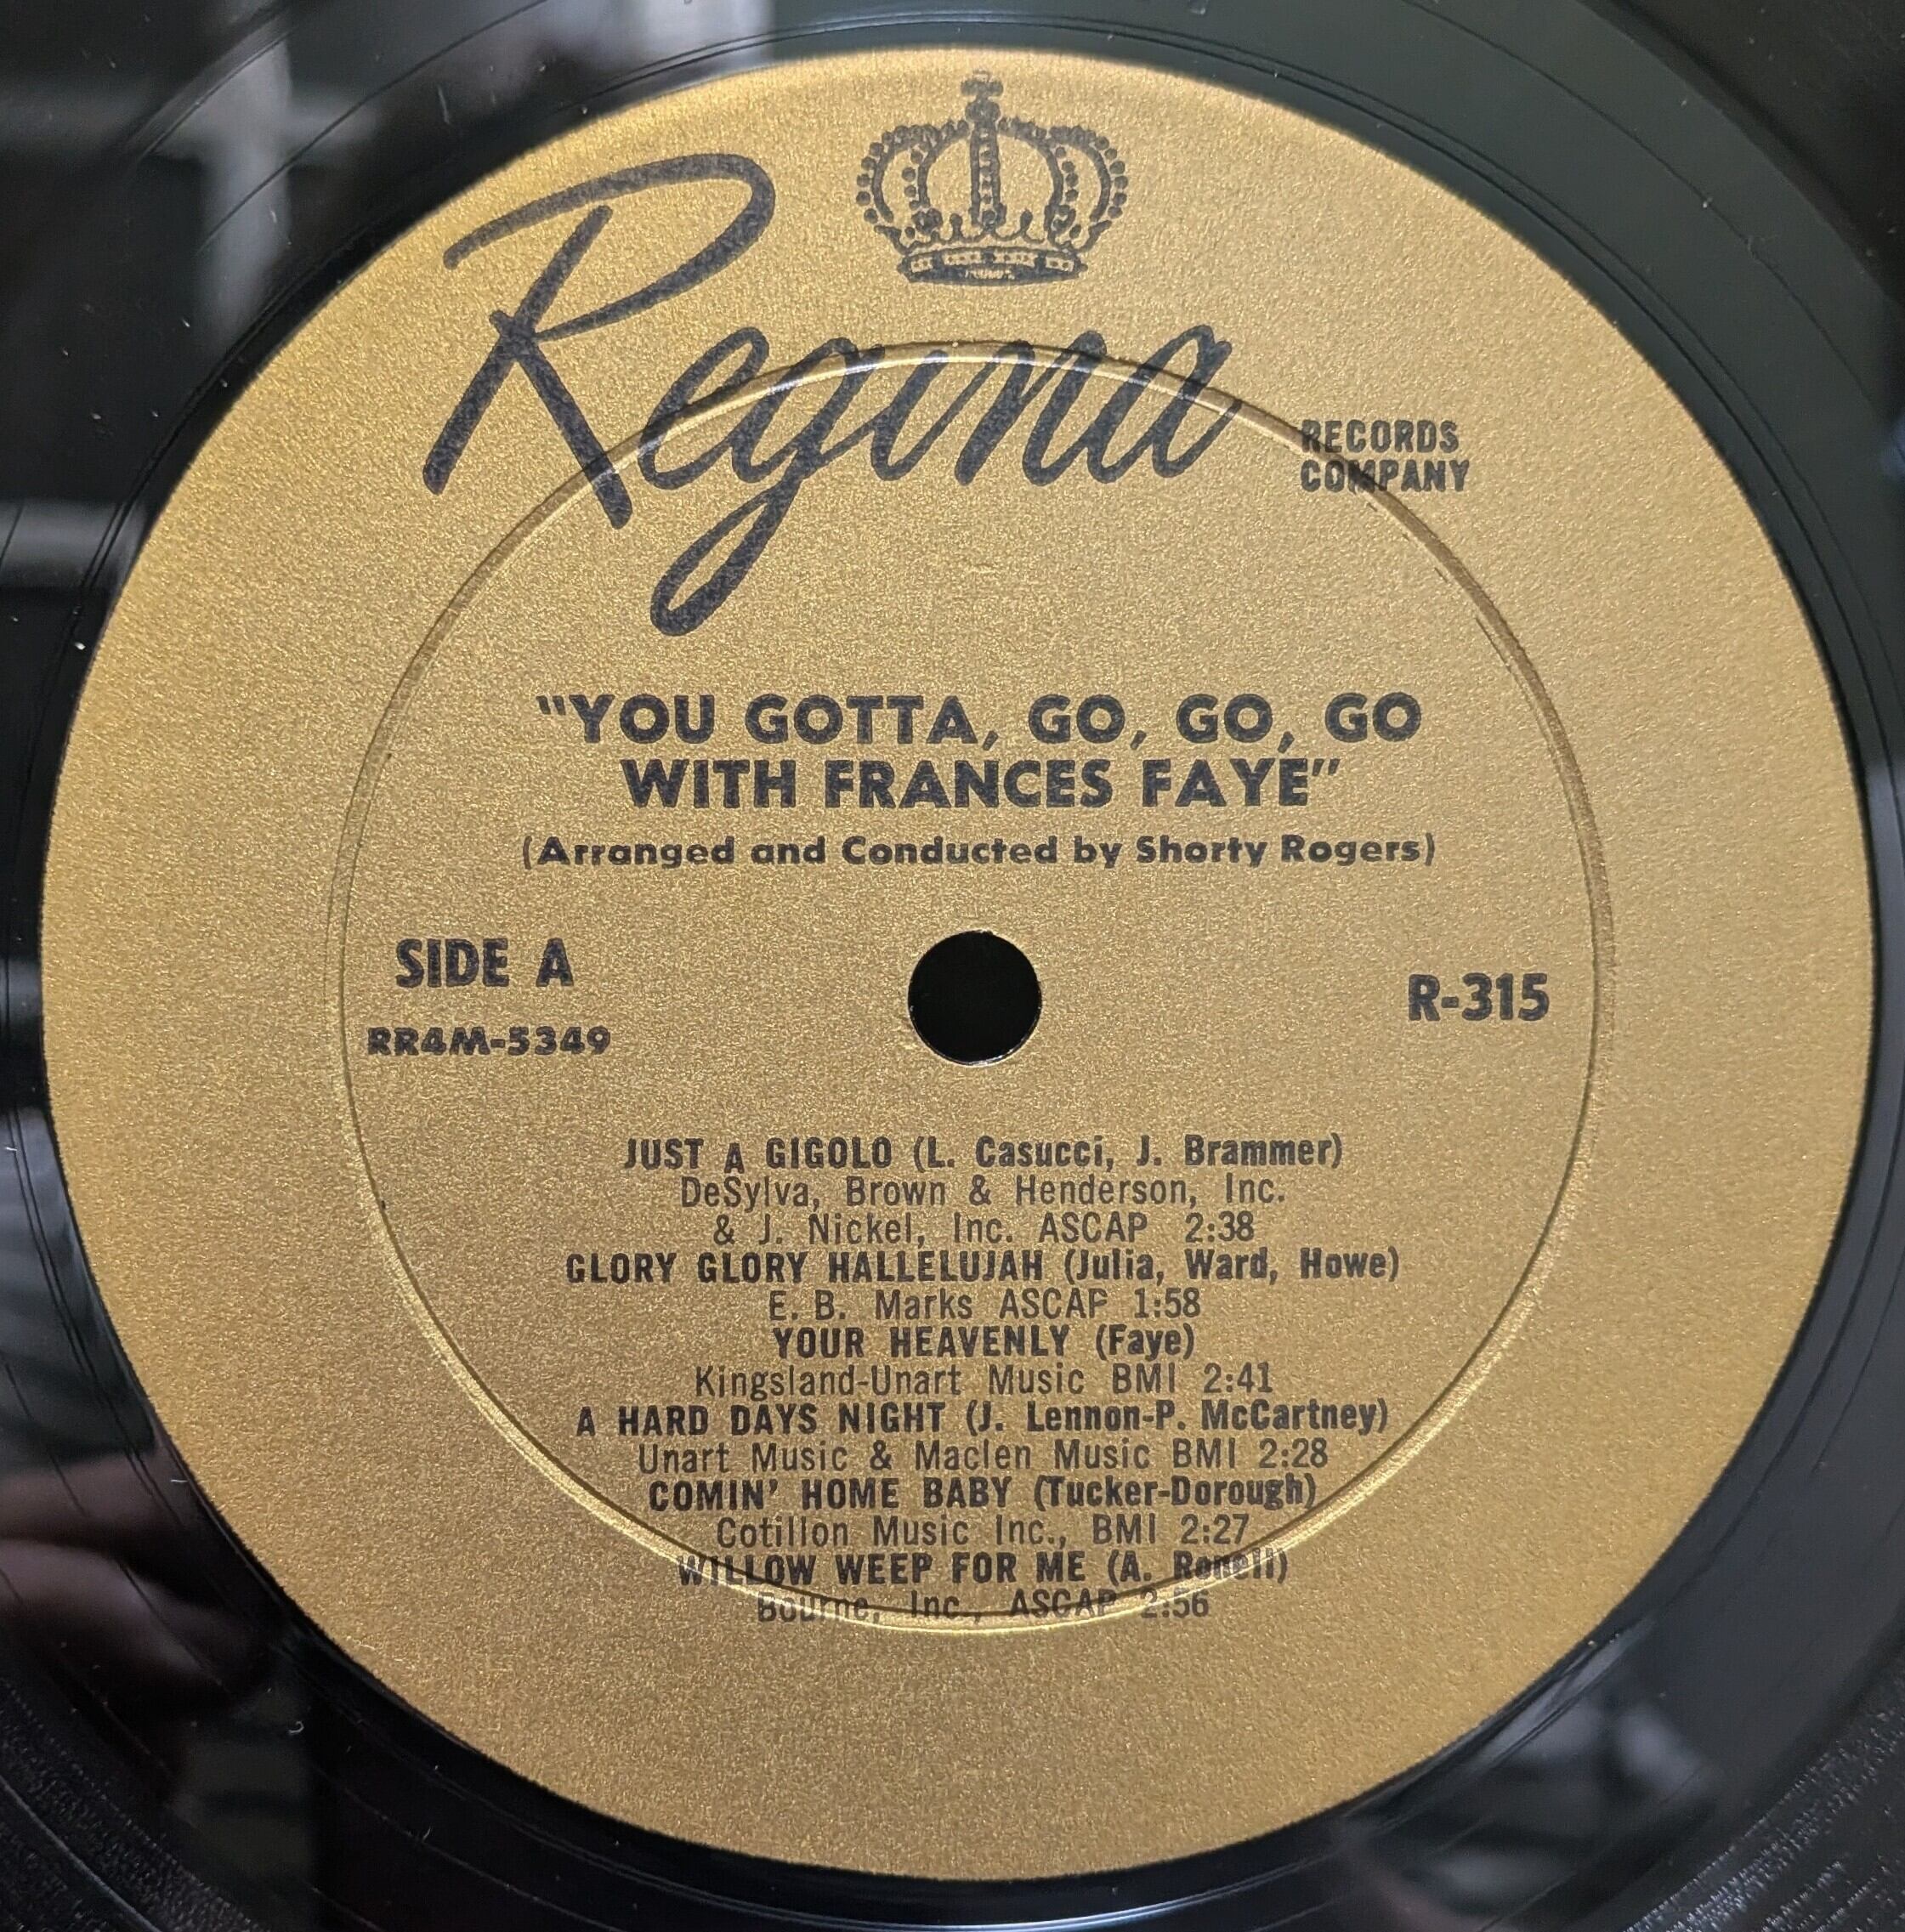 Regina
RECORDS
COMPANY
"YOU GOTTA, GO, GO, GO
WITH FRANCES FAYE"
(Arranged and Conducted by Shorty Rogers)
SIDE A
R-315
RR4M-5349
JUST A GIGOLO (L. Casucci, J. Brammer)
DeSylva, Brown & Henderson, Inc.
& J. Nickel, Inc. ASCAP 2:38
GLORY GLORY HALLELUJAH (Julia, Ward, Howe)
E. B. Marks ASCAP 1:58
YOUR HEAVENLY (Faye)
Kingsland-Unart Music BMI 2:41
A HARD DAYS NIGHT (J. Lennon-P. McCartney)
Unart Music & Maclen Music BMI 2:28
COMIN' HOME BABY (Tucker-Dorough)
Cotillon Music Inc., BMI 2:27
WILLOW WEEP FOR ME (A. Ronell)
Bourne, Inc., ASCAP 2:56